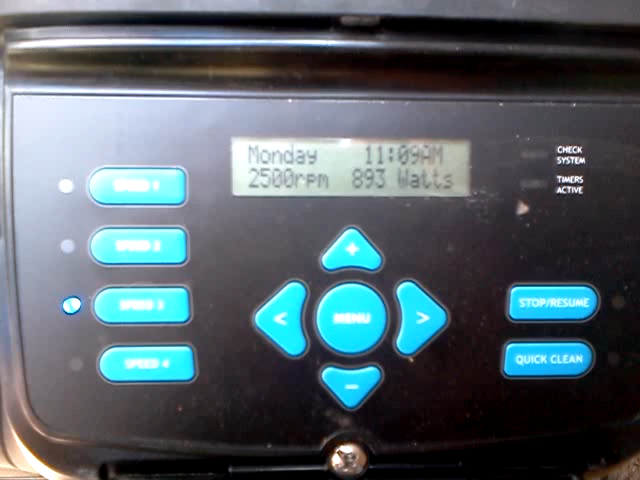 Monday 11:09AM
2500rpm 893 Watts
CHECK
SYSTEM
TIMERS
ACTIVE
SPEED 1
SPEED 2
SPEED 3
SPEED 4
+
<
MENU
>
−
STOP/RESUME
QUICK CLEAN